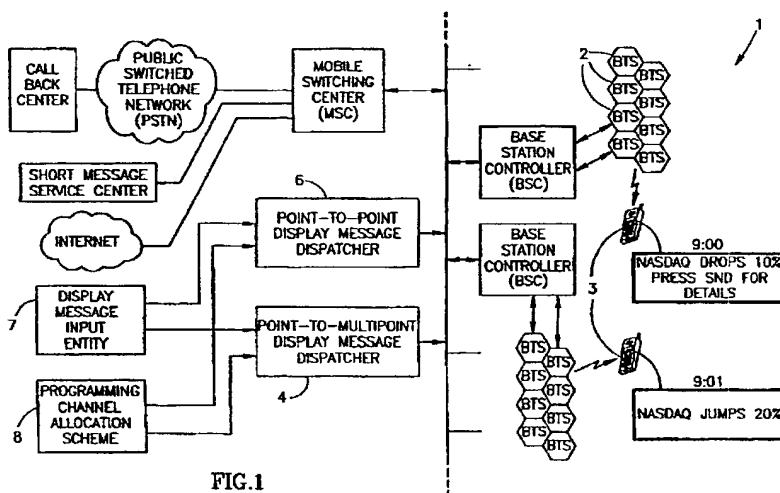 1
CALL
BACK
CENTER
PUBLIC
SWITCHED
TELEPHONE
NETWORK
(PSTN)
MOBILE
SWITCHING
CENTER
(MSC)
2
BTS
BTS
BTS
BTS
BTS
BTS
BTS
BTS
SHORT MESSAGE
SERVICE CENTER
BASE
STATION
CONTROLLER
(BSC)
INTERNET
6
POINT-TO-POINT
DISPLAY MESSAGE
DISPATCHER
BASE
STATION
CONTROLLER
(BSC)
3
9:00
NASDAQ DROPS 10%
PRESS SND FOR
DETAILS
7
DISPLAY
MESSAGE
INPUT
ENTITY
POINT-TO-MULTIPOINT
DISPLAY MESSAGE
DISPATCHER
4
BTS
BTS
BTS
BTS
BTS
BTS
BTS
BTS
9:01
NASDAQ JUMPS 20%
8
PROGRAMMING
CHANNEL
ALLOCATION
SCHEME
FIG.1